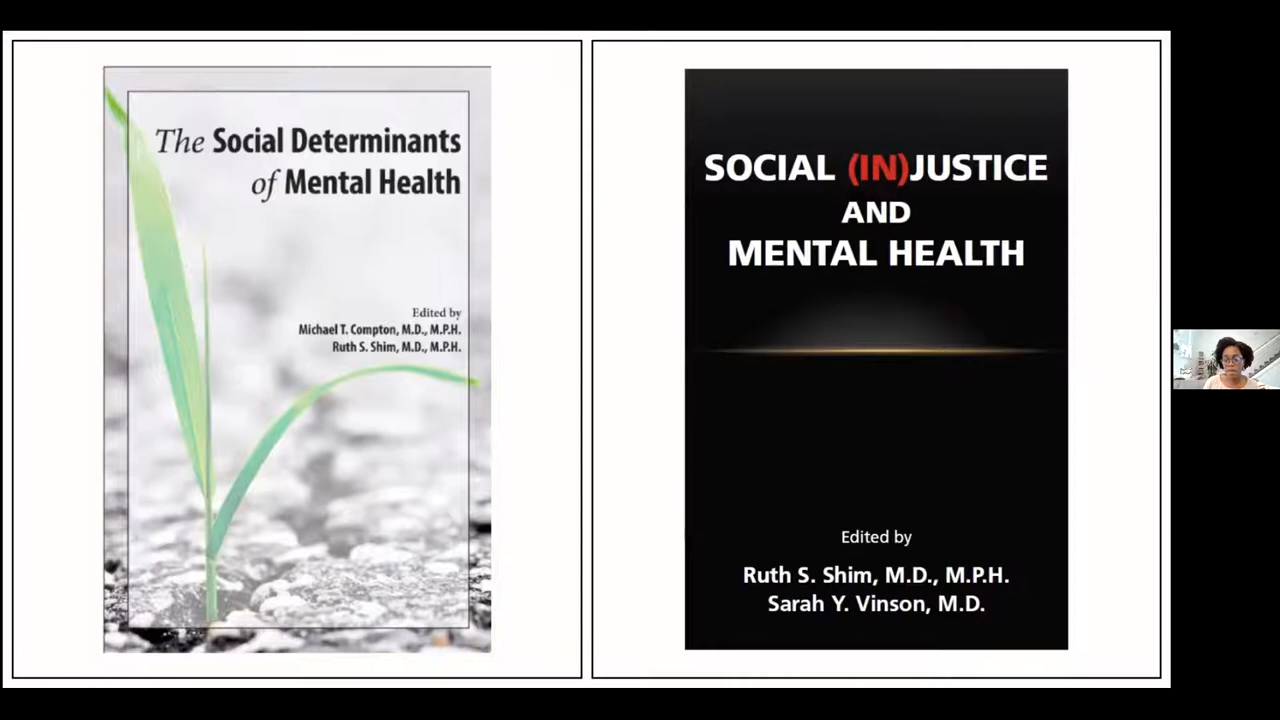 The Social Determinants
of Mental Health
Edited by
Michael T. Compton, M.D., M.P.H.
Ruth S. Shim, M.D., M.P.H.
SOCIAL (IN)JUSTICE
AND
MENTAL HEALTH
Edited by
Ruth S. Shim, M.D., M.P.H.
Sarah Y. Vinson, M.D.